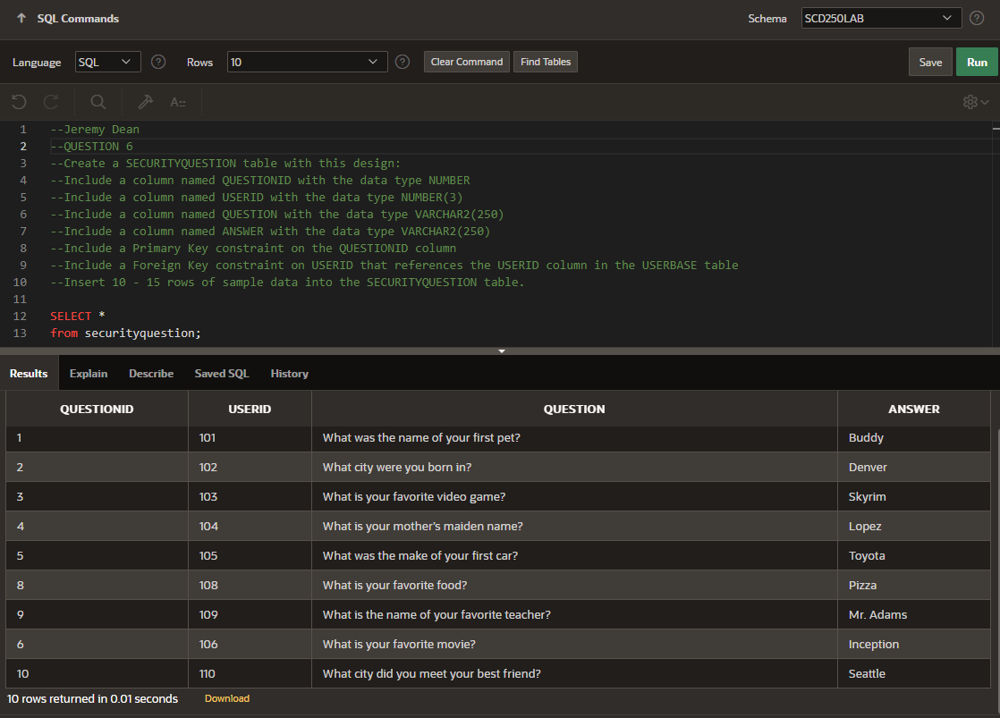 SQL Commands Schema SCD250LAB ?
Language SQL ? Rows 10 ? Clear Command Find Tables Save Run
A::
1 --Jeremy Dean
2 --QUESTION 6
3 --Create a SECURITYQUESTION table with this design:
4 --Include a column named QUESTIONID with the data type NUMBER
5 --Include a column named USERID with the data type NUMBER(3)
6 --Include a column named QUESTION with the data type VARCHAR2(250)
7 --Include a column named ANSWER with the data type VARCHAR2(250)
8 --Include a Primary Key constraint on the QUESTIONID column
9 --Include a Foreign Key constraint on USERID that references the USERID column in the USERBASE table
10 --Insert 10 - 15 rows of sample data into the SECURITYQUESTION table.
11
12 SELECT *
13 from securityquestion;
Results Explain Describe Saved SQL History
QUESTIONID USERID QUESTION ANSWER
1 101 What was the name of your first pet? Buddy
2 102 What city were you born in? Denver
3 103 What is your favorite video game? Skyrim
4 104 What is your mother's maiden name? Lopez
5 105 What was the make of your first car? Toyota
8 108 What is your favorite food? Pizza
9 109 What is the name of your favorite teacher? Mr. Adams
6 106 What is your favorite movie? Inception
10 110 What city did you meet your best friend? Seattle
10 rows returned in 0.01 seconds Download